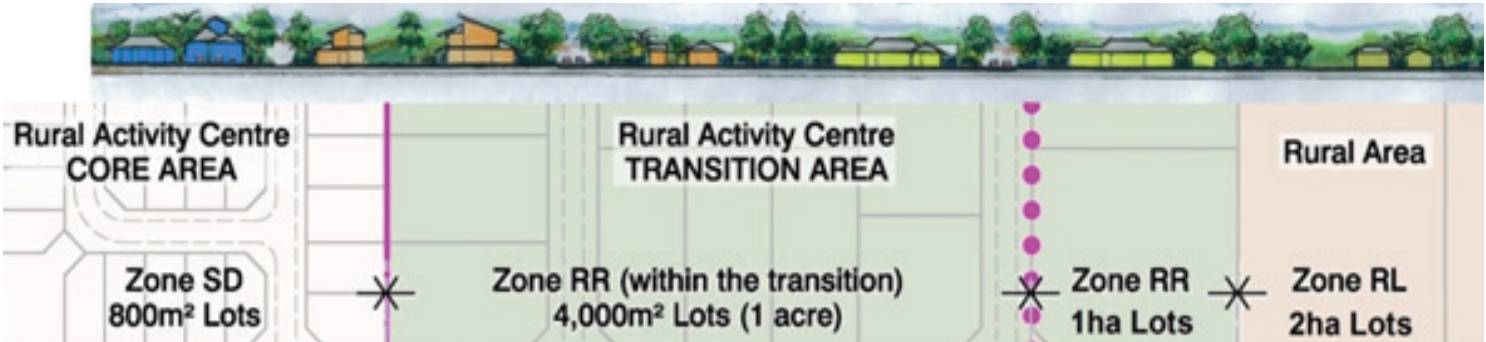 Rural Activity Centre
CORE AREA
Rural Activity Centre
TRANSITION AREA
Rural Area
Zone SD
800m² Lots
Zone RR (within the transition)
4,000m² Lots (1 acre)
Zone RR
1ha Lots
Zone RL
2ha Lots